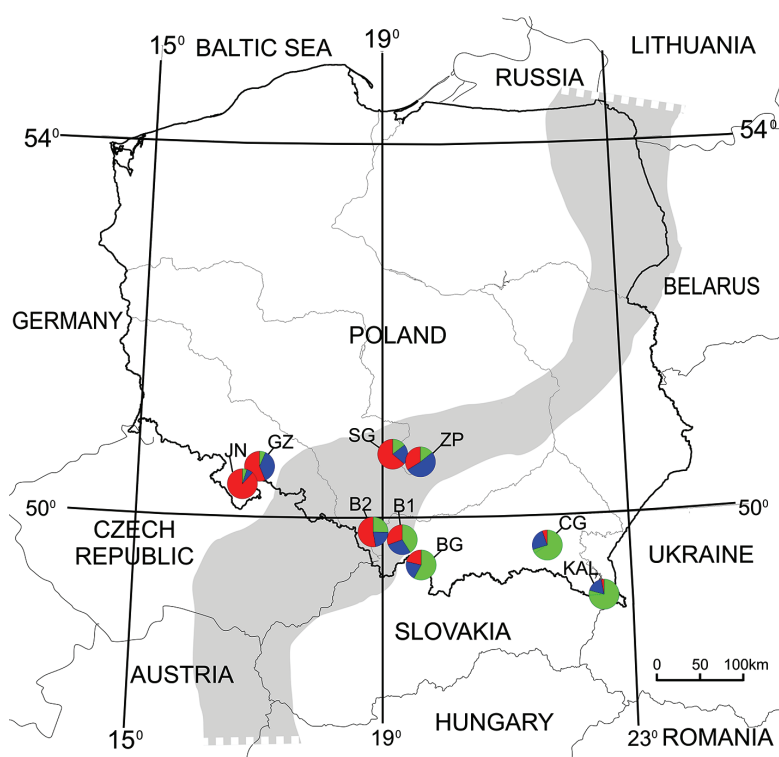 15⁰
BALTIC SEA
19⁰
LITHUANIA
RUSSIA
54⁰
54⁰
BELARUS
GERMANY
POLAND
JN
GZ
SG
ZP
50⁰
B2
B1
50⁰
CZECH
REPUBLIC
BG
CG
UKRAINE
KAL
SLOVAKIA
0 50 100km
AUSTRIA
HUNGARY
15⁰
19⁰
23⁰
ROMANIA